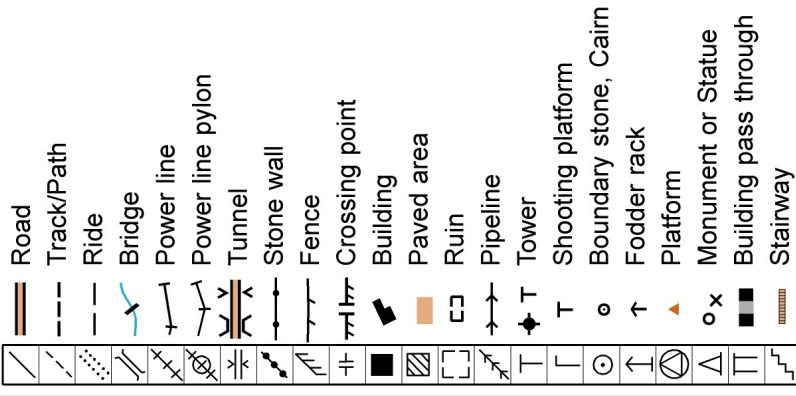 Road
Track/Path
Ride
Bridge
Power line
Power line pylon
Tunnel
Stone wall
Fence
Crossing point
Building
Paved area
Ruin
Pipeline
Tower
Shooting platform
Boundary stone, Cairn
Fodder rack
Platform
Monument or Statue
Building pass through
Stairway